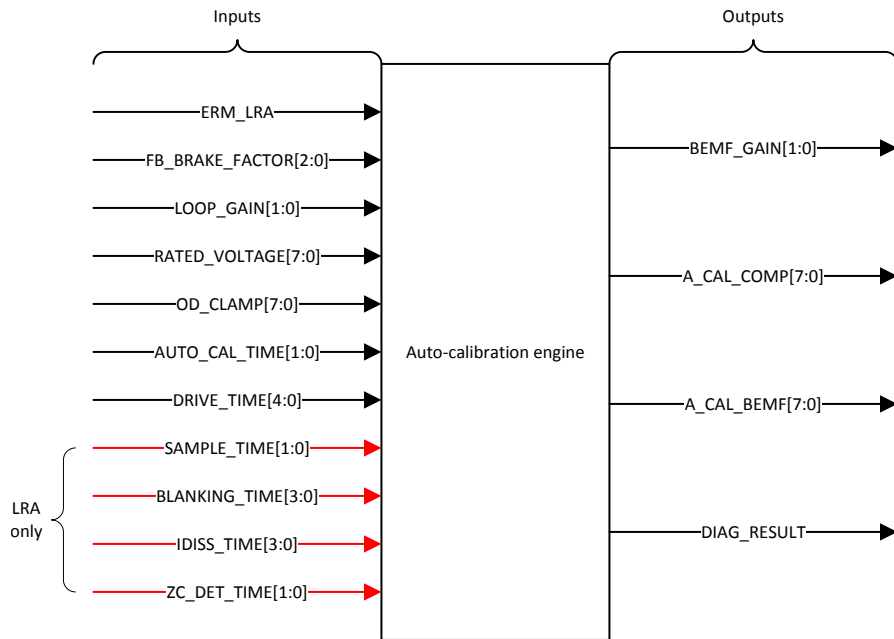 Inputs
Outputs
ERM_LRA
FB_BRAKE_FACTOR[2:0]
LOOP_GAIN[1:0]
RATED_VOLTAGE[7:0]
OD_CLAMP[7:0]
AUTO_CAL_TIME[1:0]
DRIVE_TIME[4:0]
SAMPLE_TIME[1:0]
BLANKING_TIME[3:0]
IDISS_TIME[3:0]
ZC_DET_TIME[1:0]
LRA
only
Auto-calibration engine
BEMF_GAIN[1:0]
A_CAL_COMP[7:0]
A_CAL_BEMF[7:0]
DIAG_RESULT